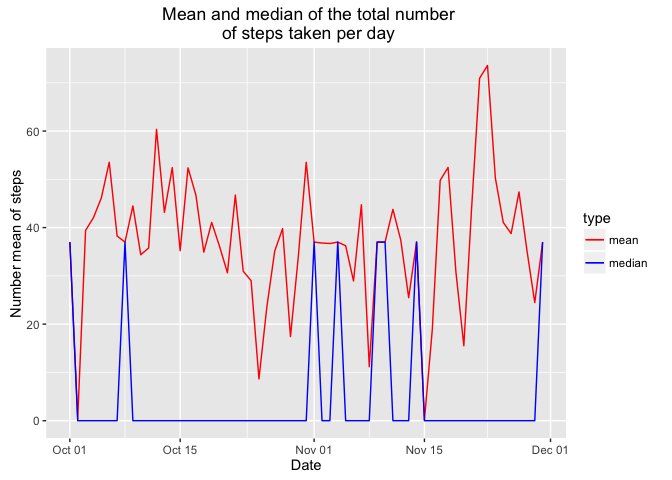 Mean and median of the total number
of steps taken per day
Number mean of steps
60
40
20
0
Oct 01
Oct 15
Nov 01
Nov 15
Dec 01
Date
type
mean
median